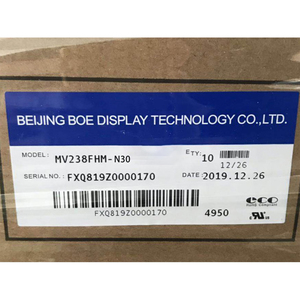 BEIJING BOE DISPLAY TECHNOLOGY CO.,LTD.
MODEL: MV238FHM-N30 E TY: 10
12/26
SERIAL NO.: FXQ819Z0000170 DATE: 2019.12.26
FXQ819Z0000170 4950
eco